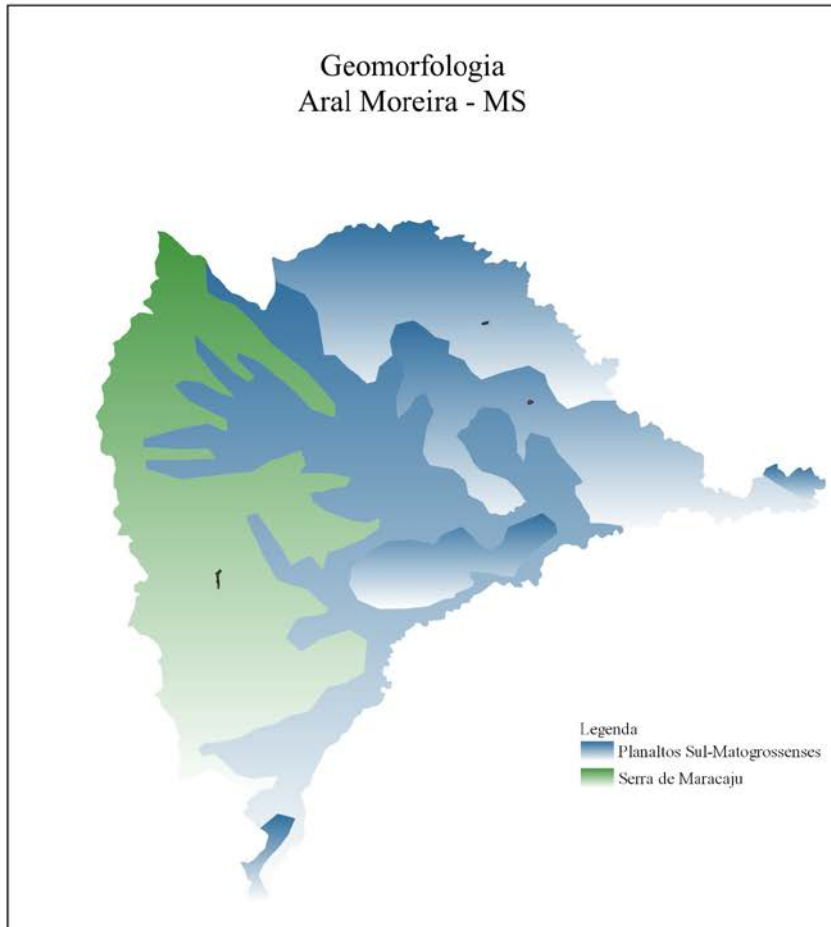 Geomorfologia
Aral Moreira - MS
Legenda
Planaltos Sul-Matogrossenses
Serra de Maracaju